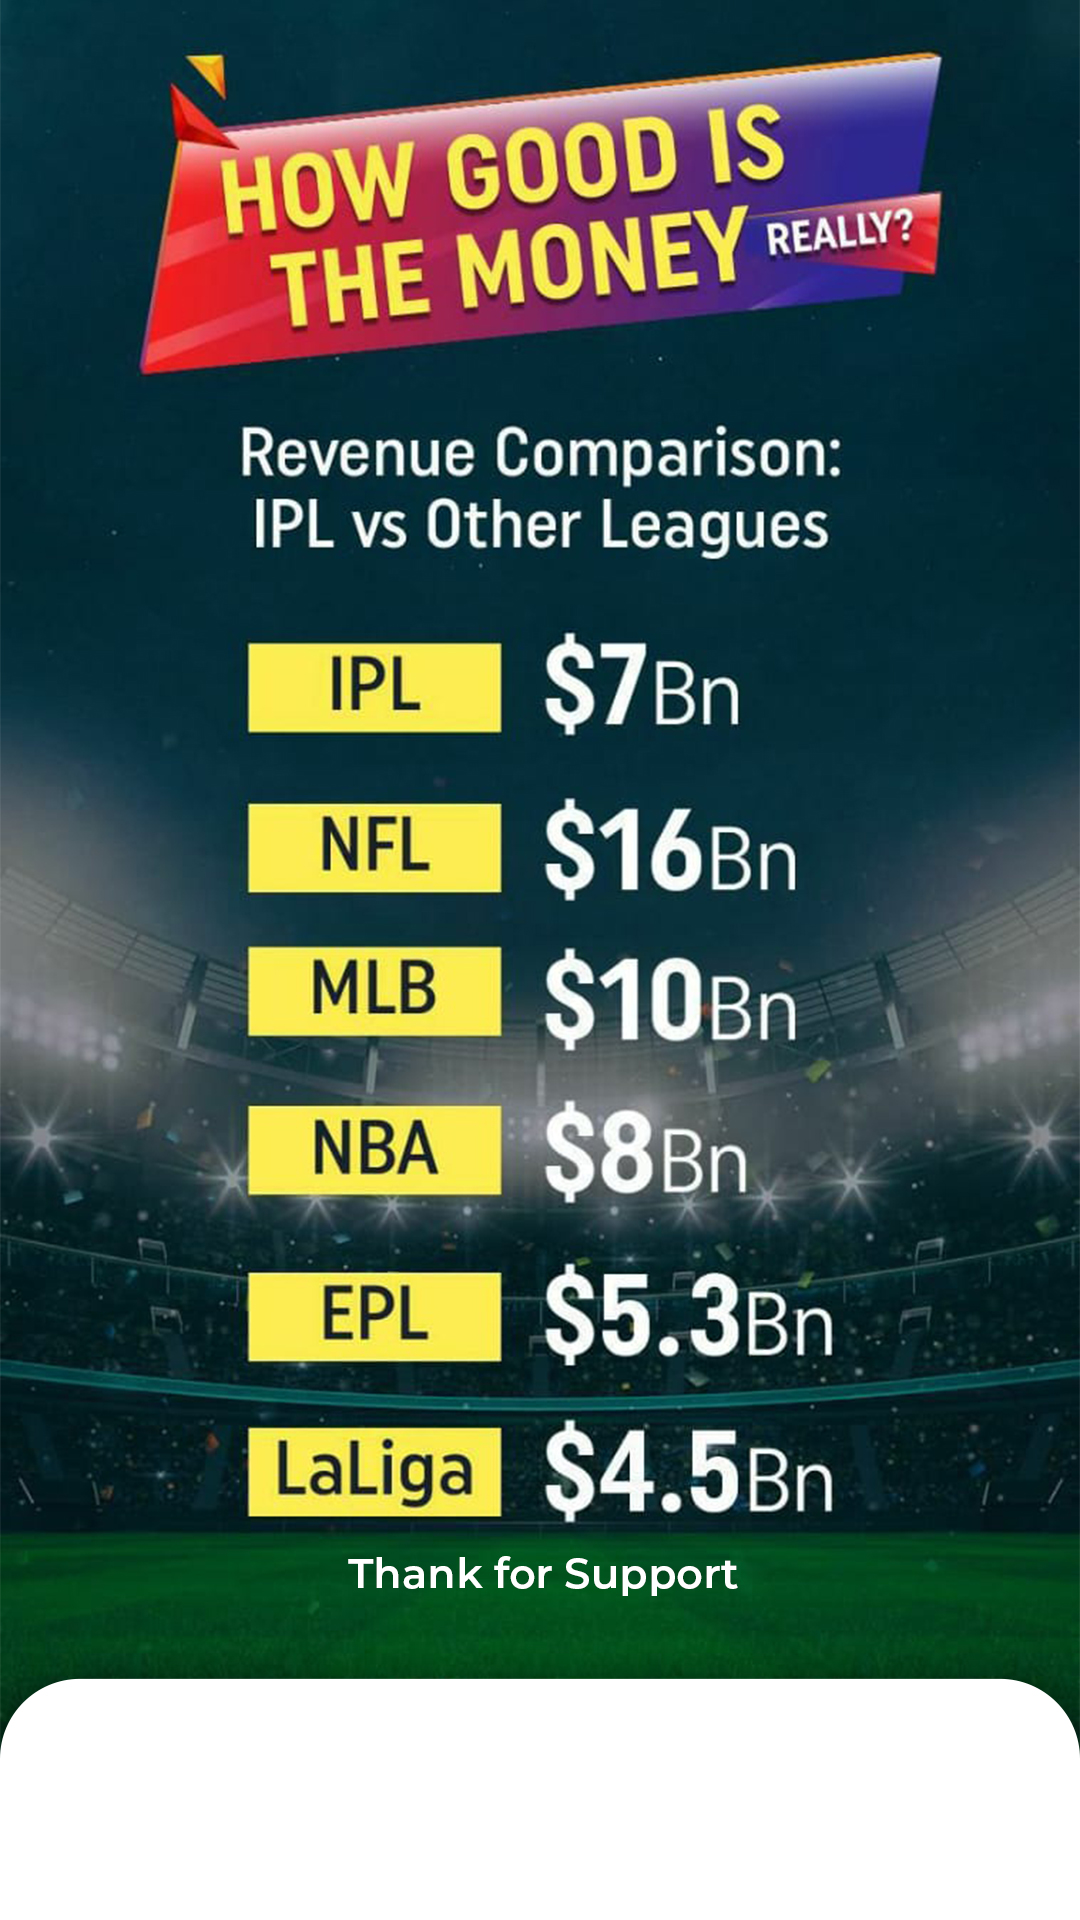 HOW GOOD IS
THE MONEY REALLY?
Revenue Comparison:
IPL vs Other Leagues
IPL $7Bn
NFL $16Bn
MLB $10Bn
NBA $8Bn
EPL $5.3Bn
LaLiga $4.5Bn
Thank for Support